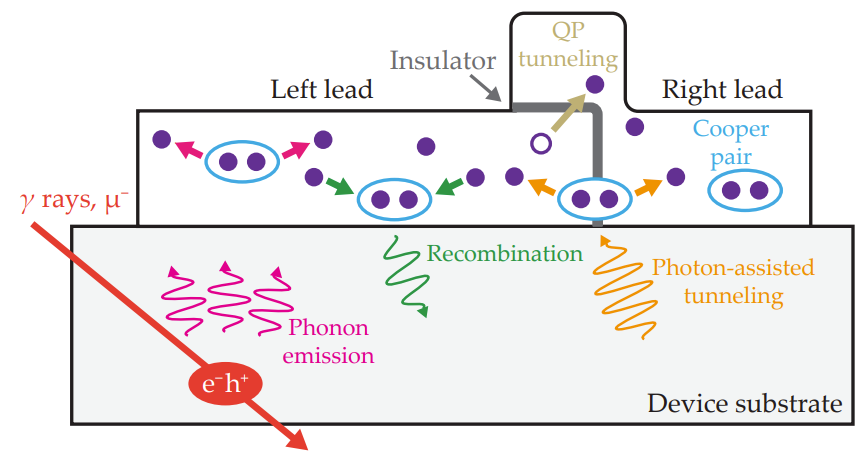 QP
tunneling
Insulator
Left lead
Right lead
Cooper
pair
γ rays, μ⁻
Recombination
Photon-assisted
tunneling
Phonon
emission
e⁻h⁺
Device substrate